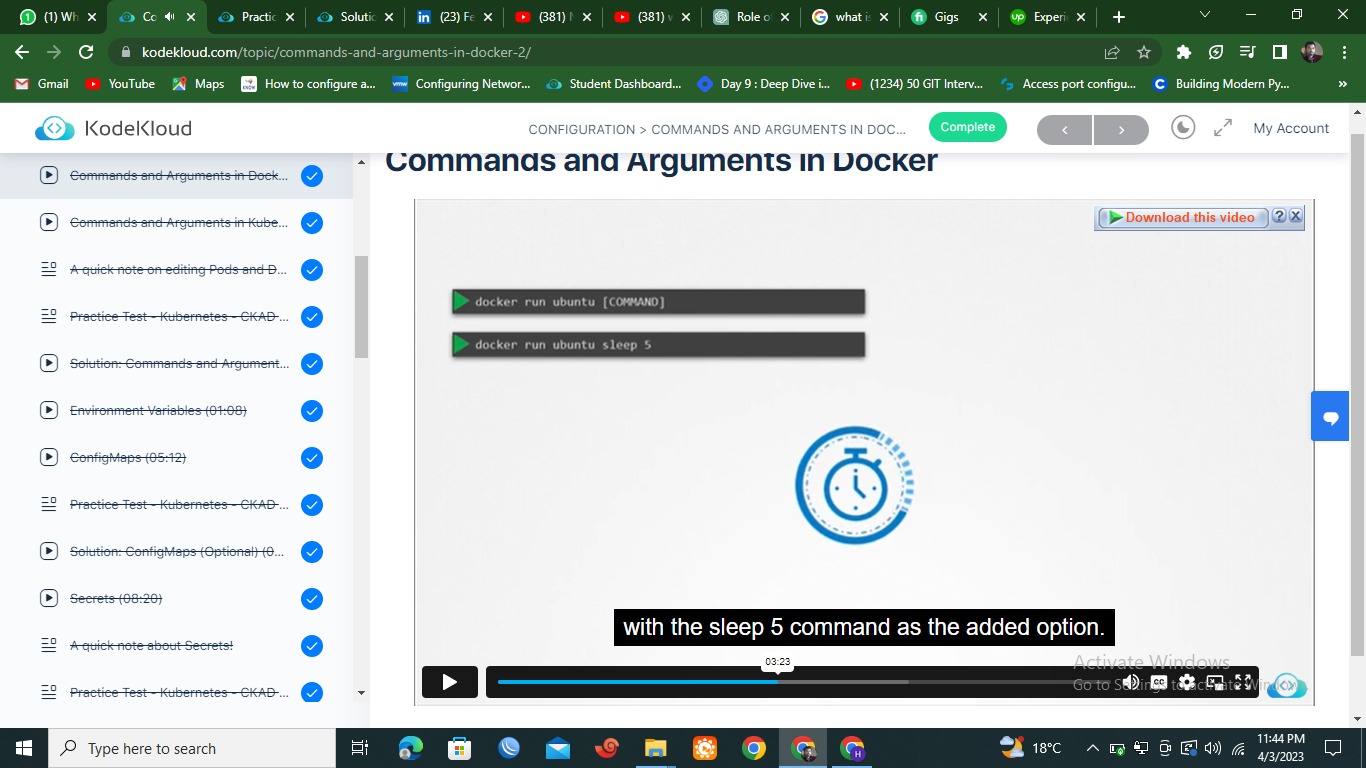 (1) Wh
Co
Practic
Solutio
(23) Fe
(381) N
(381) w
Role o
what is
Gigs
Experi
kodekloud.com/topic/commands-and-arguments-in-docker-2/
Gmail
YouTube
Maps
How to configure a...
Configuring Networ...
Student Dashboard...
Day 9 : Deep Dive i...
(1234) 50 GIT Interv...
Access port configu...
Building Modern Py...
»
KodeKloud
CONFIGURATION > COMMANDS AND ARGUMENTS IN DOC...
Complete
My Account
Commands and Arguments in Docker
Commands and Arguments in Dock...
Commands and Arguments in Kube...
A quick note on editing Pods and D...
Practice Test - Kubernetes - CKAD ...
Solution: Commands and Argument...
Environment Variables (01:08)
ConfigMaps (05:12)
Practice Test - Kubernetes - CKAD ...
Solution: ConfigMaps (Optional) (0...
Secrets (08:20)
A quick note about Secrets!
Practice Test - Kubernetes - CKAD ...
Download this video
? X
docker run ubuntu [COMMAND]
docker run ubuntu sleep 5
with the sleep 5 command as the added option.
03:23
CC
Activate Windows
Go to Settings to activate Windows.
Type here to search
18°C
11:44 PM
4/3/2023